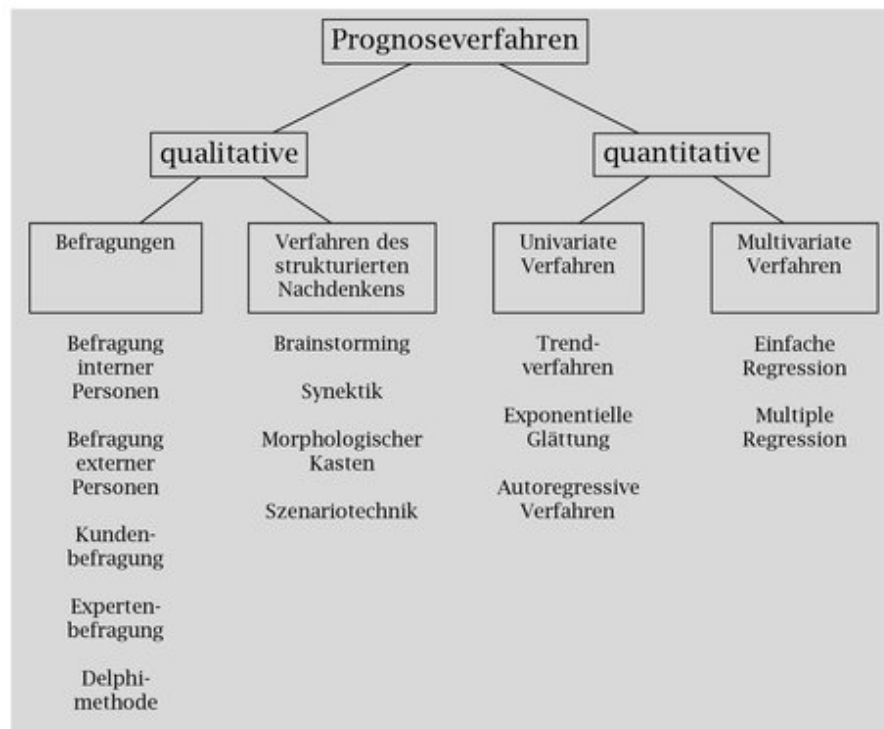 Prognoseverfahren
qualitative
quantitative
Befragungen
Verfahren des
strukturierten
Nachdenkens
Univariate
Verfahren
Multivariate
Verfahren
Befragung
interner
Personen
Befragung
externer
Personen
Kunden-
befragung
Experten-
befragung
Delphi-
methode
Brainstorming
Synektik
Morphologischer
Kasten
Szenariotechnik
Trend-
verfahren
Exponentielle
Glättung
Autoregressive
Verfahren
Einfache
Regression
Multiple
Regression